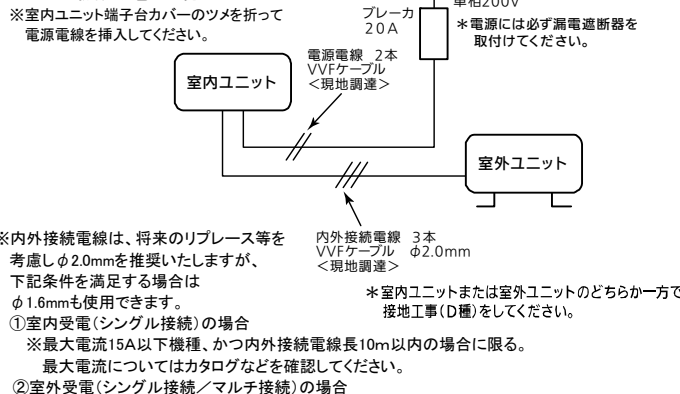 単相200V
※室内ユニット端子台カバーのツメを折って
電源電線を挿入してください。
ブレーカ
20A
＊電源には必ず漏電遮断器を
取付けてください。
電源電線 2本
VVFケーブル
＜現地調達＞
室内ユニット
室外ユニット
内外接続電線 3本
VVFケーブル φ2.0mm
＜現地調達＞
※内外接続電線は、将来のリプレース等を
考慮しφ2.0mmを推奨いたしますが、
下記条件を満足する場合は
φ1.6mmも使用できます。
＊室内ユニットまたは室外ユニットのどちらか一方で
接地工事(D種)をしてください。
①室内受電(シングル接続)の場合
※最大電流15A以下機種、かつ内外接続電線長10m以内の場合に限る。
最大電流についてはカタログなどを確認してください。
②室外受電(シングル接続／マルチ接続)の場合